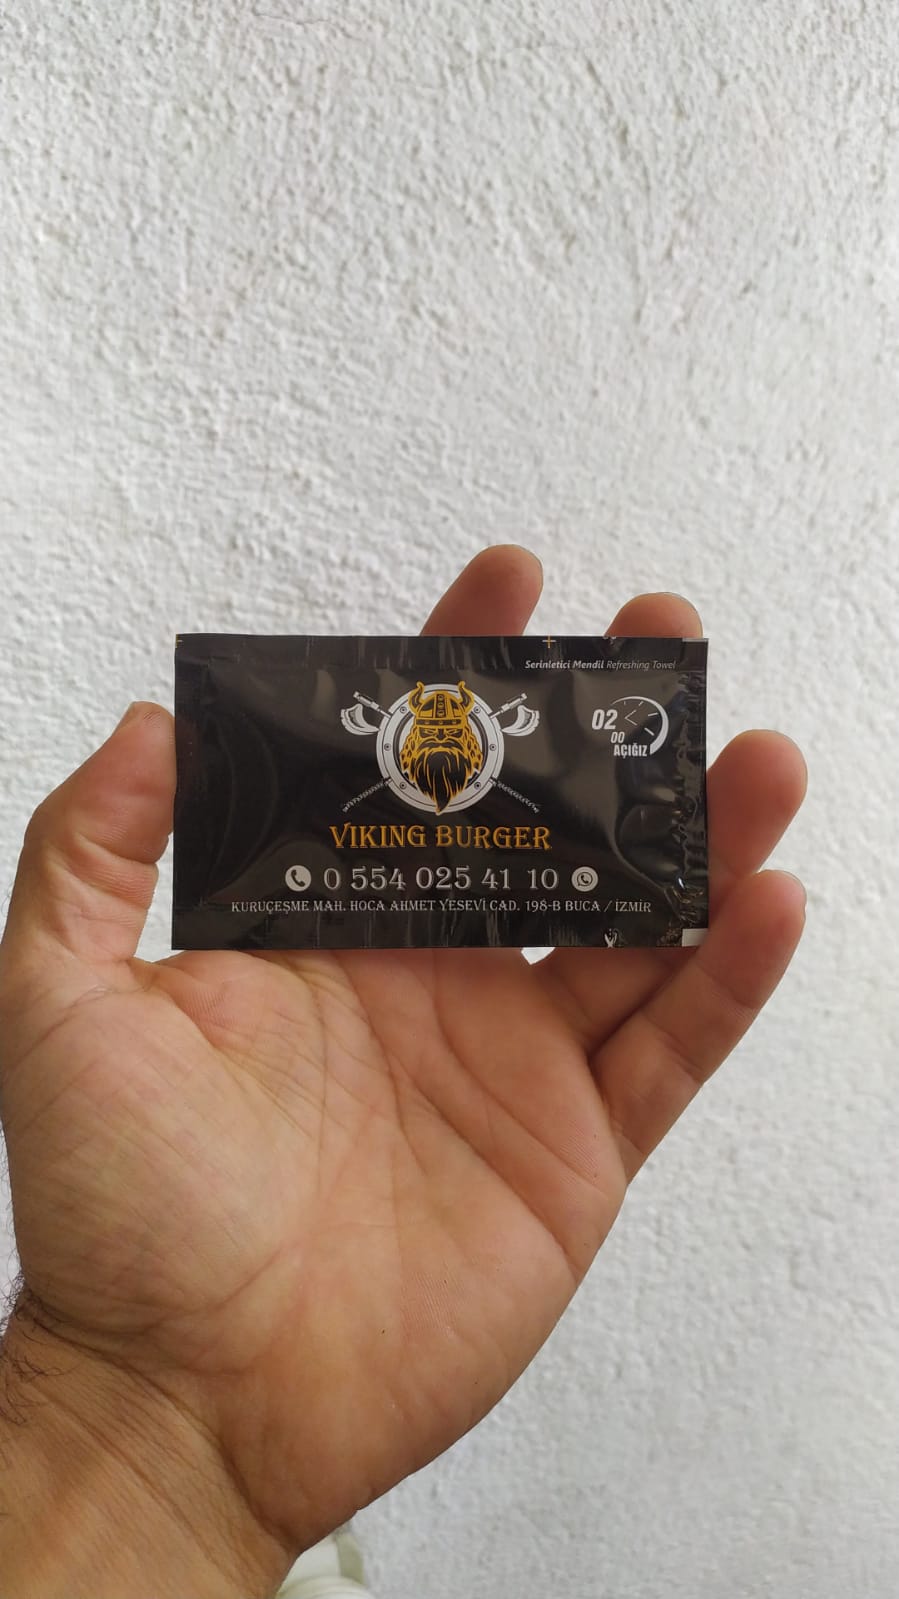 Serinletici Mendil Refreshing Towel
02
00
AÇIĞIZ
VIKING BURGER
0 554 025 41 10
KURUÇEŞME MAH. HOCA AHMET YESEVİ CAD. 198-B BUCA / İZMİR